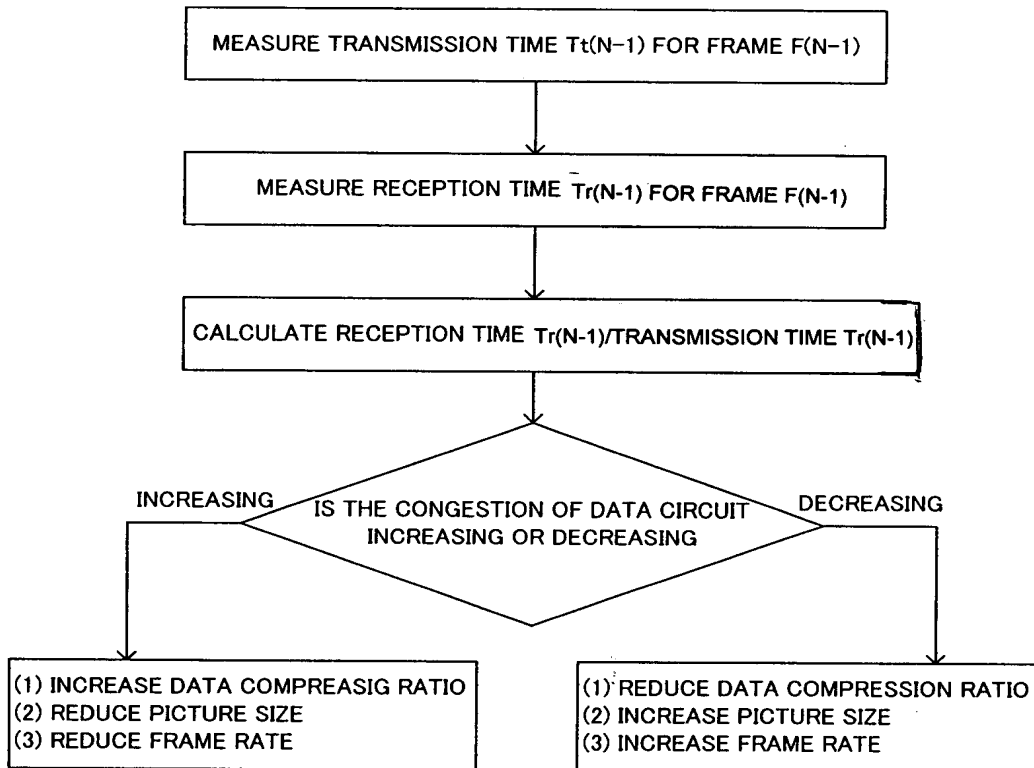 MEASURE TRANSMISSION TIME Tt(N-1) FOR FRAME F(N-1)
MEASURE RECEPTION TIME Tr(N-1) FOR FRAME F(N-1)
CALCULATE RECEPTION TIME Tr(N-1)/TRANSMISSION TIME Tr(N-1)
INCREASING
IS THE CONGESTION OF DATA CIRCUIT
INCREASING OR DECREASING
DECREASING
(1) INCREASE DATA COMPREASIG RATIO
(2) REDUCE PICTURE SIZE
(3) REDUCE FRAME RATE
(1) REDUCE DATA COMPRESSION RATIO
(2) INCREASE PICTURE SIZE
(3) INCREASE FRAME RATE